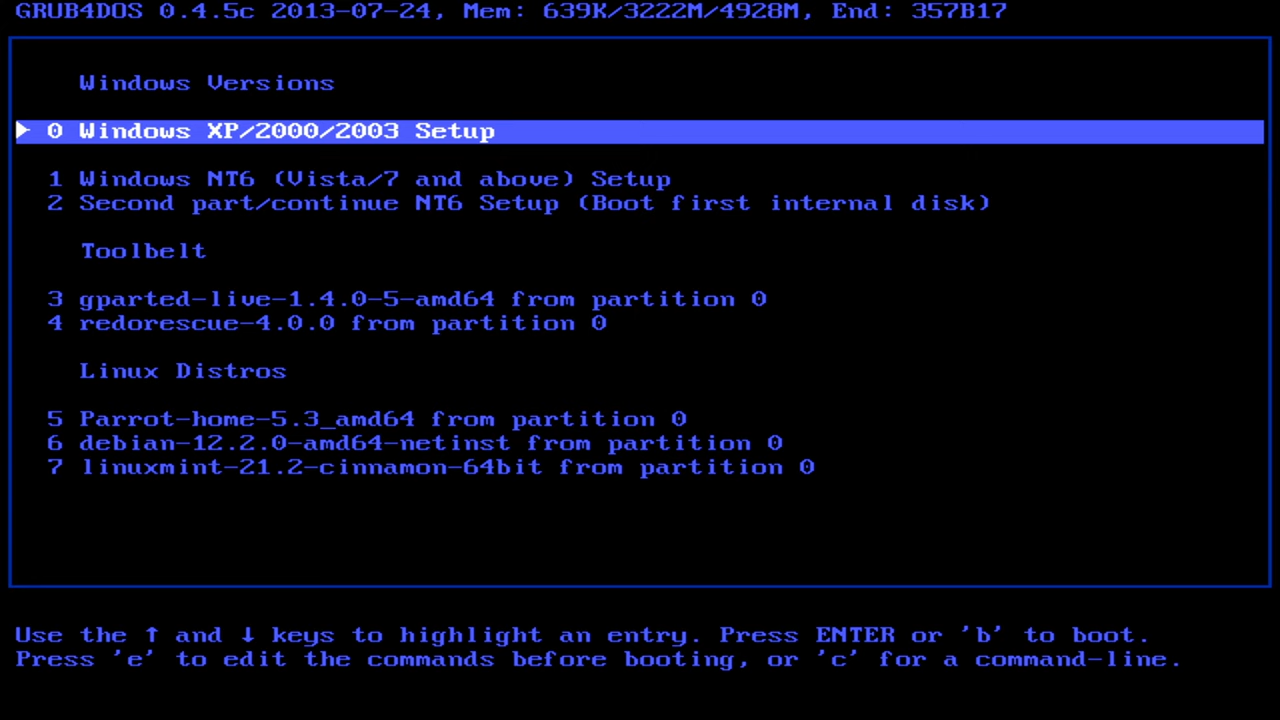 GRUB4DOS 0.4.5c 2013-07-24, Mem: 639K/3222M/4928M, End: 357B17
Windows Versions
0 Windows XP/2000/2003 Setup
1 Windows NT6 (Vista/7 and above) Setup
2 Second part/continue NT6 Setup (Boot first internal disk)
Toolbelt
3 gparted-live-1.4.0-5-amd64 from partition 0
4 redorescue-4.0.0 from partition 0
Linux Distros
5 Parrot-home-5.3_amd64 from partition 0
6 debian-12.2.0-amd64-netinst from partition 0
7 linuxmint-21.2-cinnamon-64bit from partition 0
Use the ↑ and ↓ keys to highlight an entry. Press ENTER or 'b' to boot.
Press 'e' to edit the commands before booting, or 'c' for a command-line.